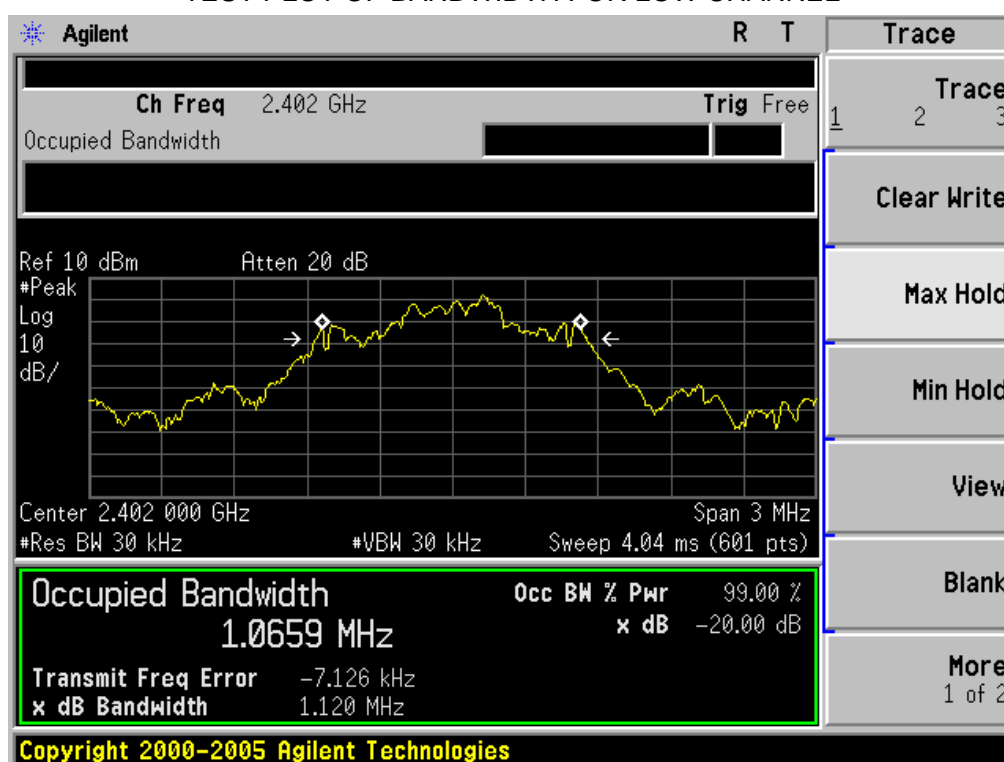 Agilent R T Trace
Ch Freq 2.402 GHz Trig Free
Occupied Bandwidth
Trace
1 2 3
Clear Write
Max Hold
Min Hold
View
Blank
More
1 of 2
Ref 10 dBm Atten 20 dB
#Peak
Log
10
dB/
Center 2.402 000 GHz Span 3 MHz
#Res BW 30 kHz #VBW 30 kHz Sweep 4.04 ms (601 pts)
Occupied Bandwidth Occ BW % Pwr 99.00 %
1.0659 MHz x dB -20.00 dB
Transmit Freq Error -7.126 kHz
x dB Bandwidth 1.120 MHz
Copyright 2000-2005 Agilent Technologies